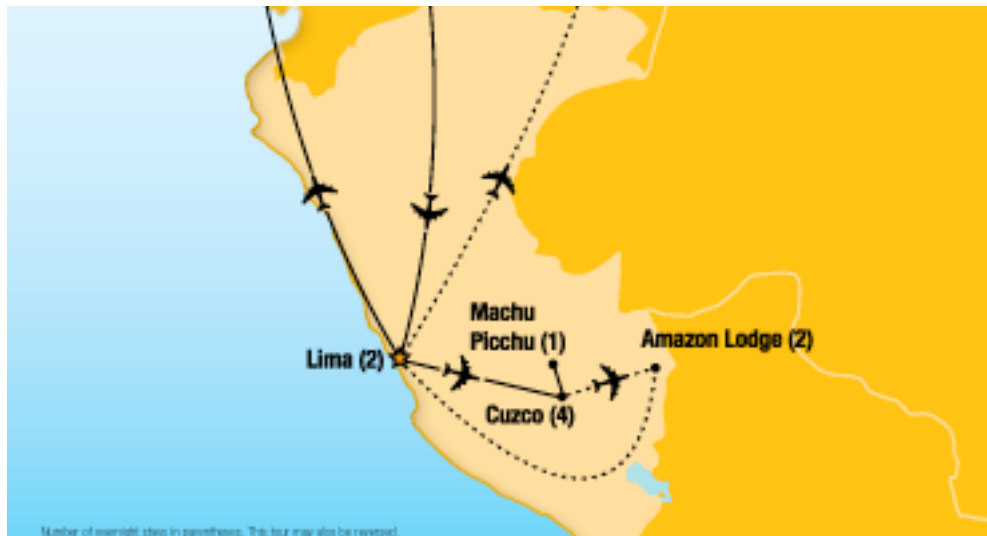 Machu
Picchu (1)
Amazon Lodge (2)
Lima (2)
Cuzco (4)
Number of overnight stays in parentheses. This tour may also be reversed.